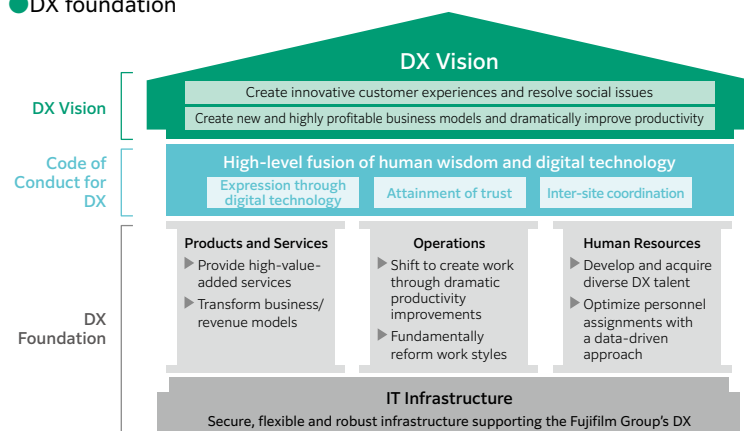 DX foundation
DX Vision
DX Vision
Create innovative customer experiences and resolve social issues
Create new and highly profitable business models and dramatically improve productivity
Code of
Conduct for
DX
High-level fusion of human wisdom and digital technology
Expression through
digital technology
Attainment of trust
Inter-site coordination
DX
Foundation
Products and Services
Provide high-value-
added services
Transform business/
revenue models
Operations
Shift to create work
through dramatic
productivity
improvements
Fundamentally
reform work styles
Human Resources
Develop and acquire
diverse DX talent
Optimize personnel
assignments with
a data-driven
approach
IT Infrastructure
Secure, flexible and robust infrastructure supporting the Fujifilm Group's DX